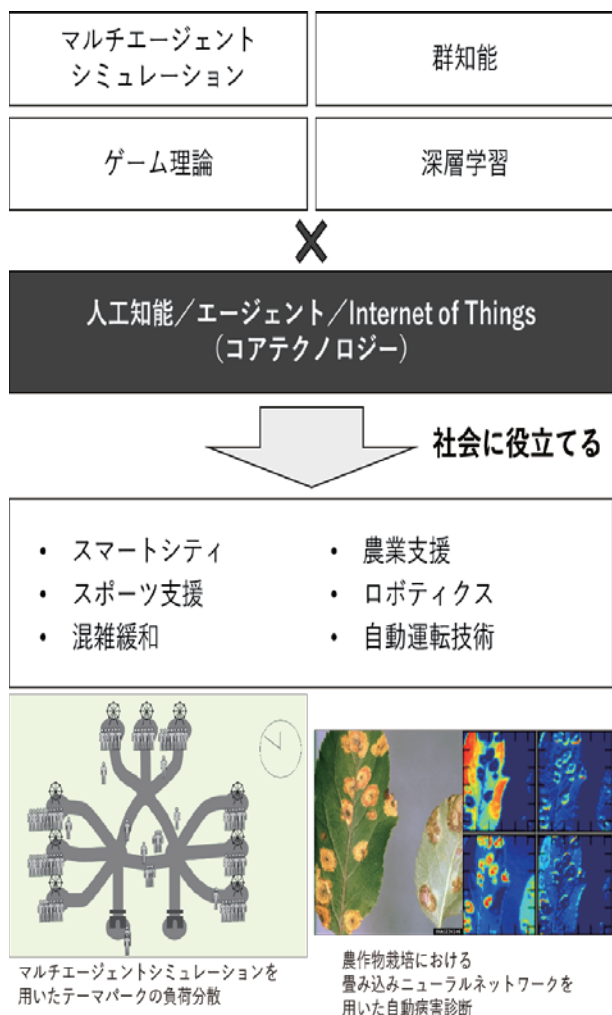 マルチエージェント
シミュレーション
群知能
ゲーム理論
深層学習
×
人工知能／エージェント／Internet of Things
（コアテクノロジー）
社会に役立てる
• スマートシティ
• スポーツ支援
• 混雑緩和
• 農業支援
• ロボティクス
• 自動運転技術
マルチエージェントシミュレーションを
用いたテーマパークの負荷分散
農作物栽培における
畳み込みニューラルネットワークを
用いた自動病害診断